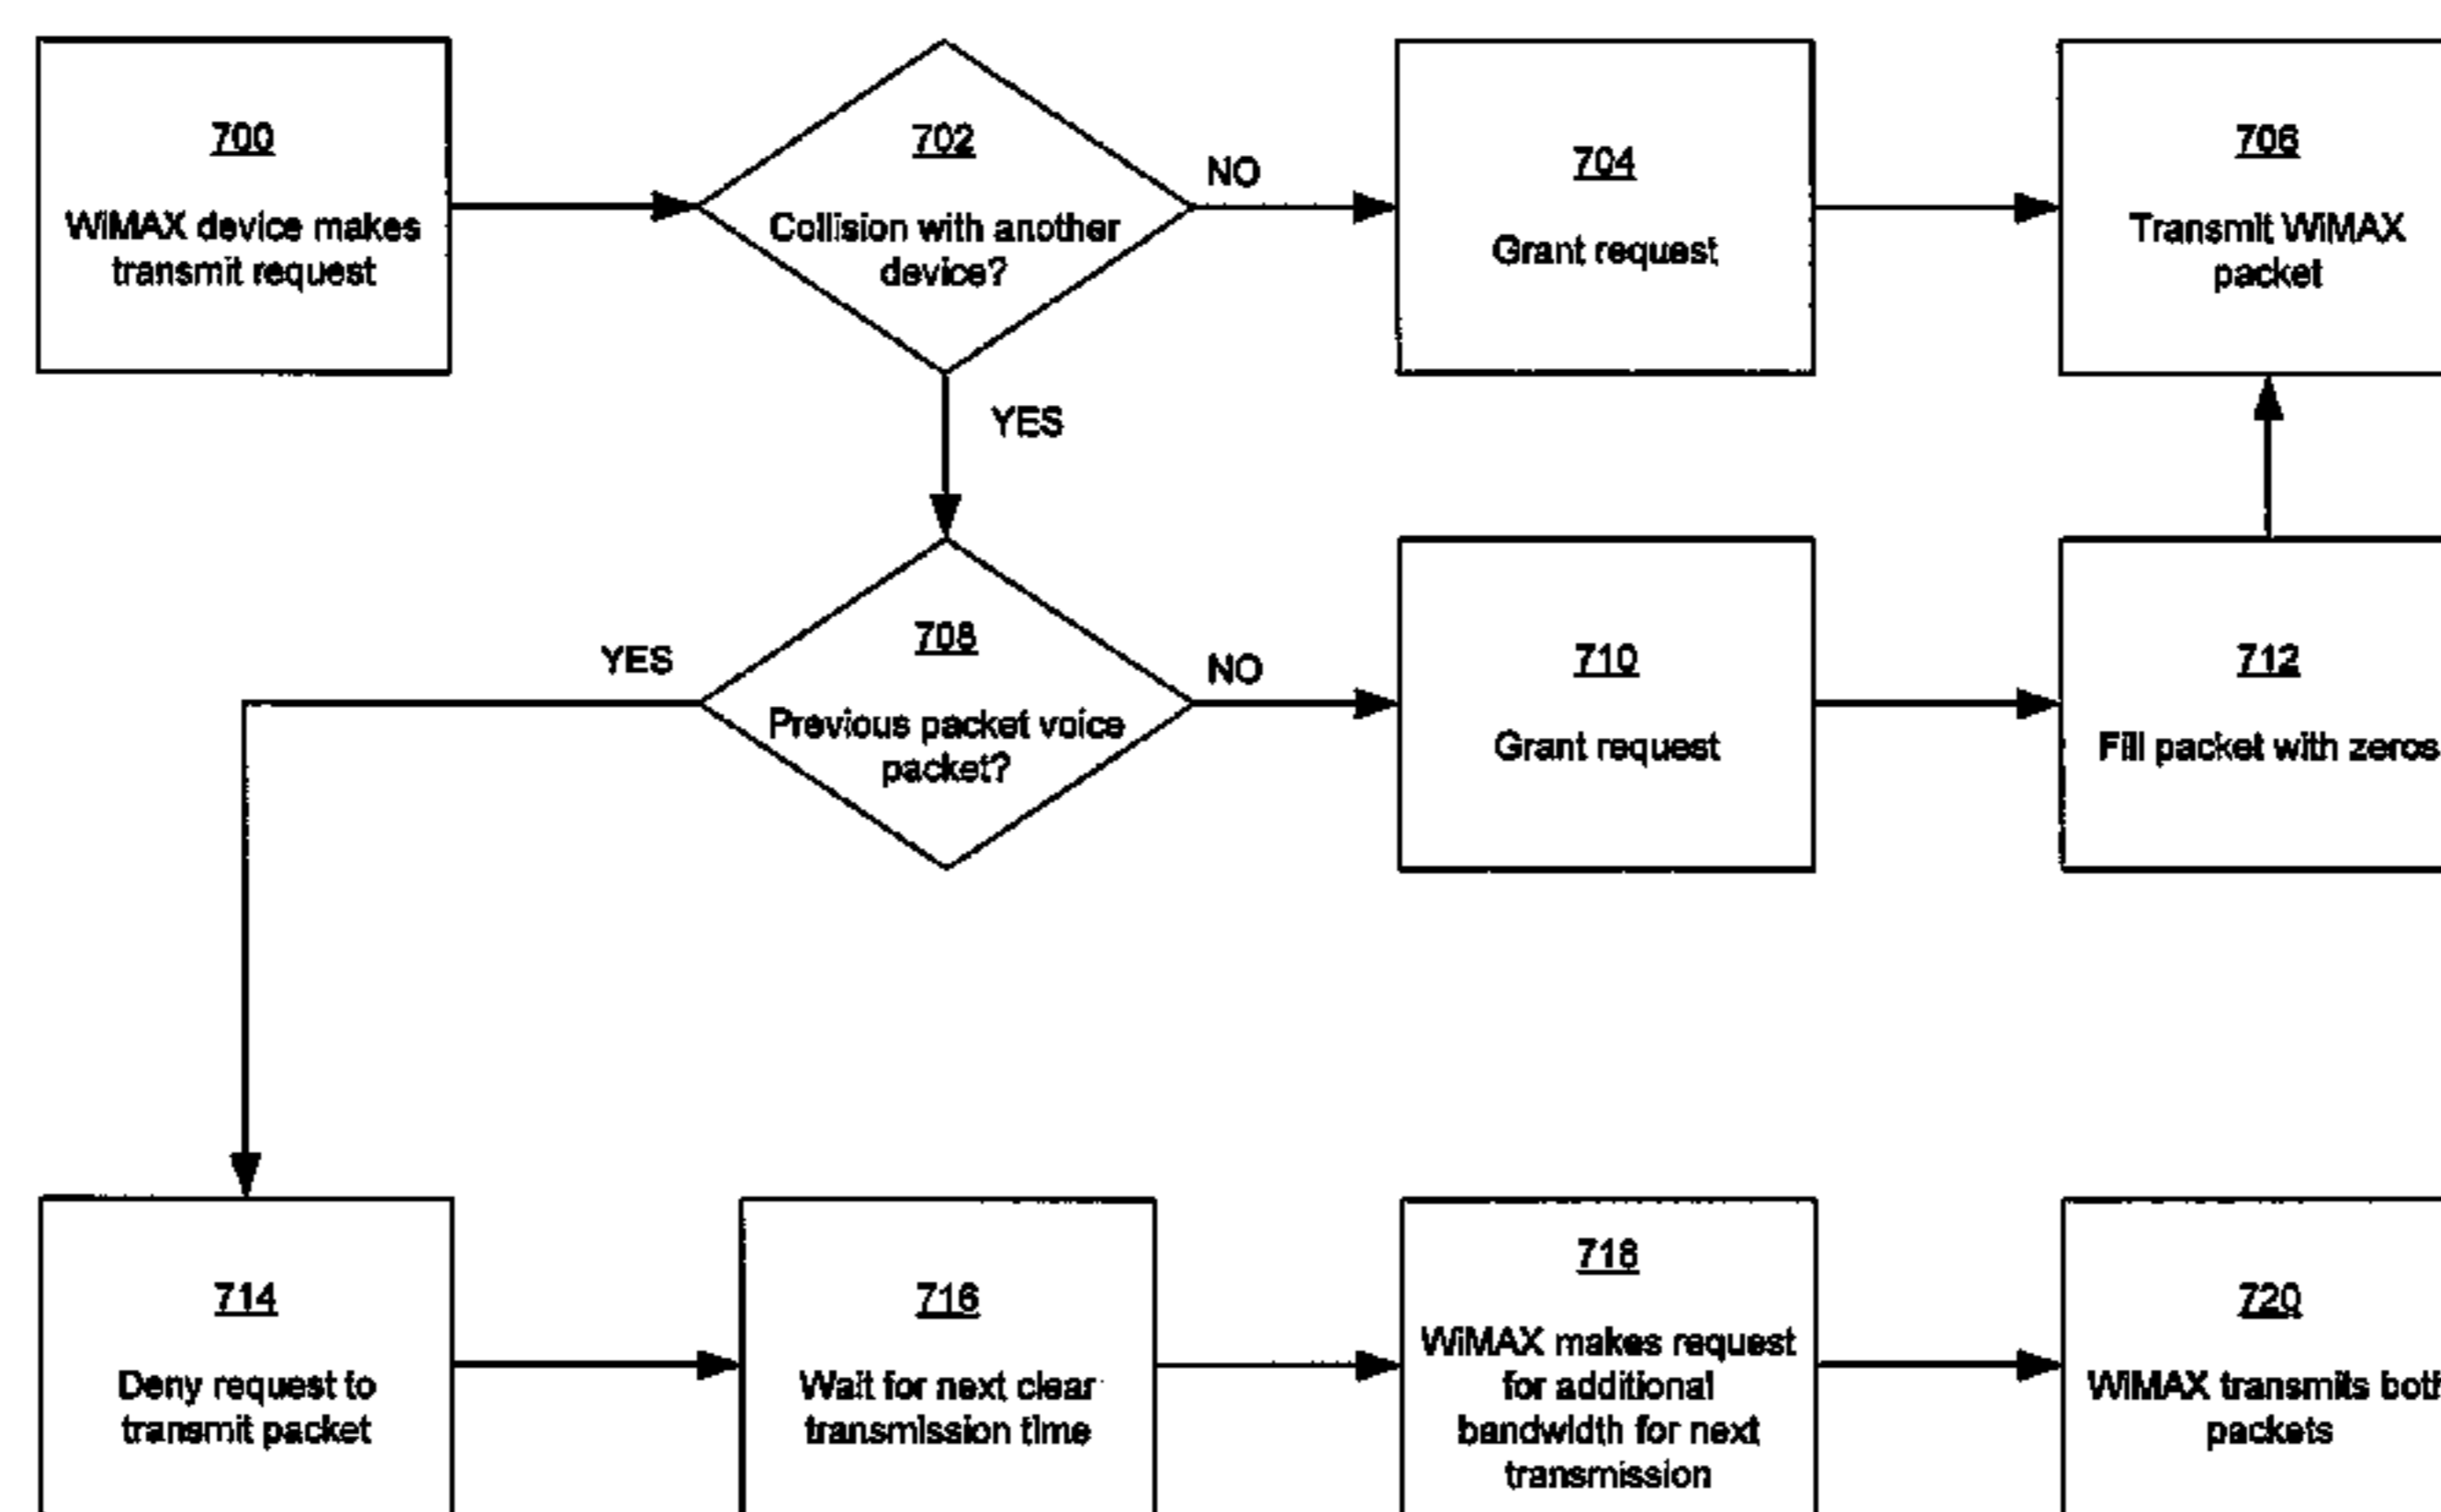 700
WiMAX device makes
transmit request
702
Collision with another
device?
NO
704
Grant request
706
Transmit WiMAX
packet
YES
708
Previous packet voice
packet?
YES
NO
710
Grant request
712
Fill packet with zeros
714
Deny request to
transmit packet
716
Wait for next clear
transmission time
718
WiMAX makes request
for additional
bandwidth for next
transmission
720
WiMAX transmits both
packets